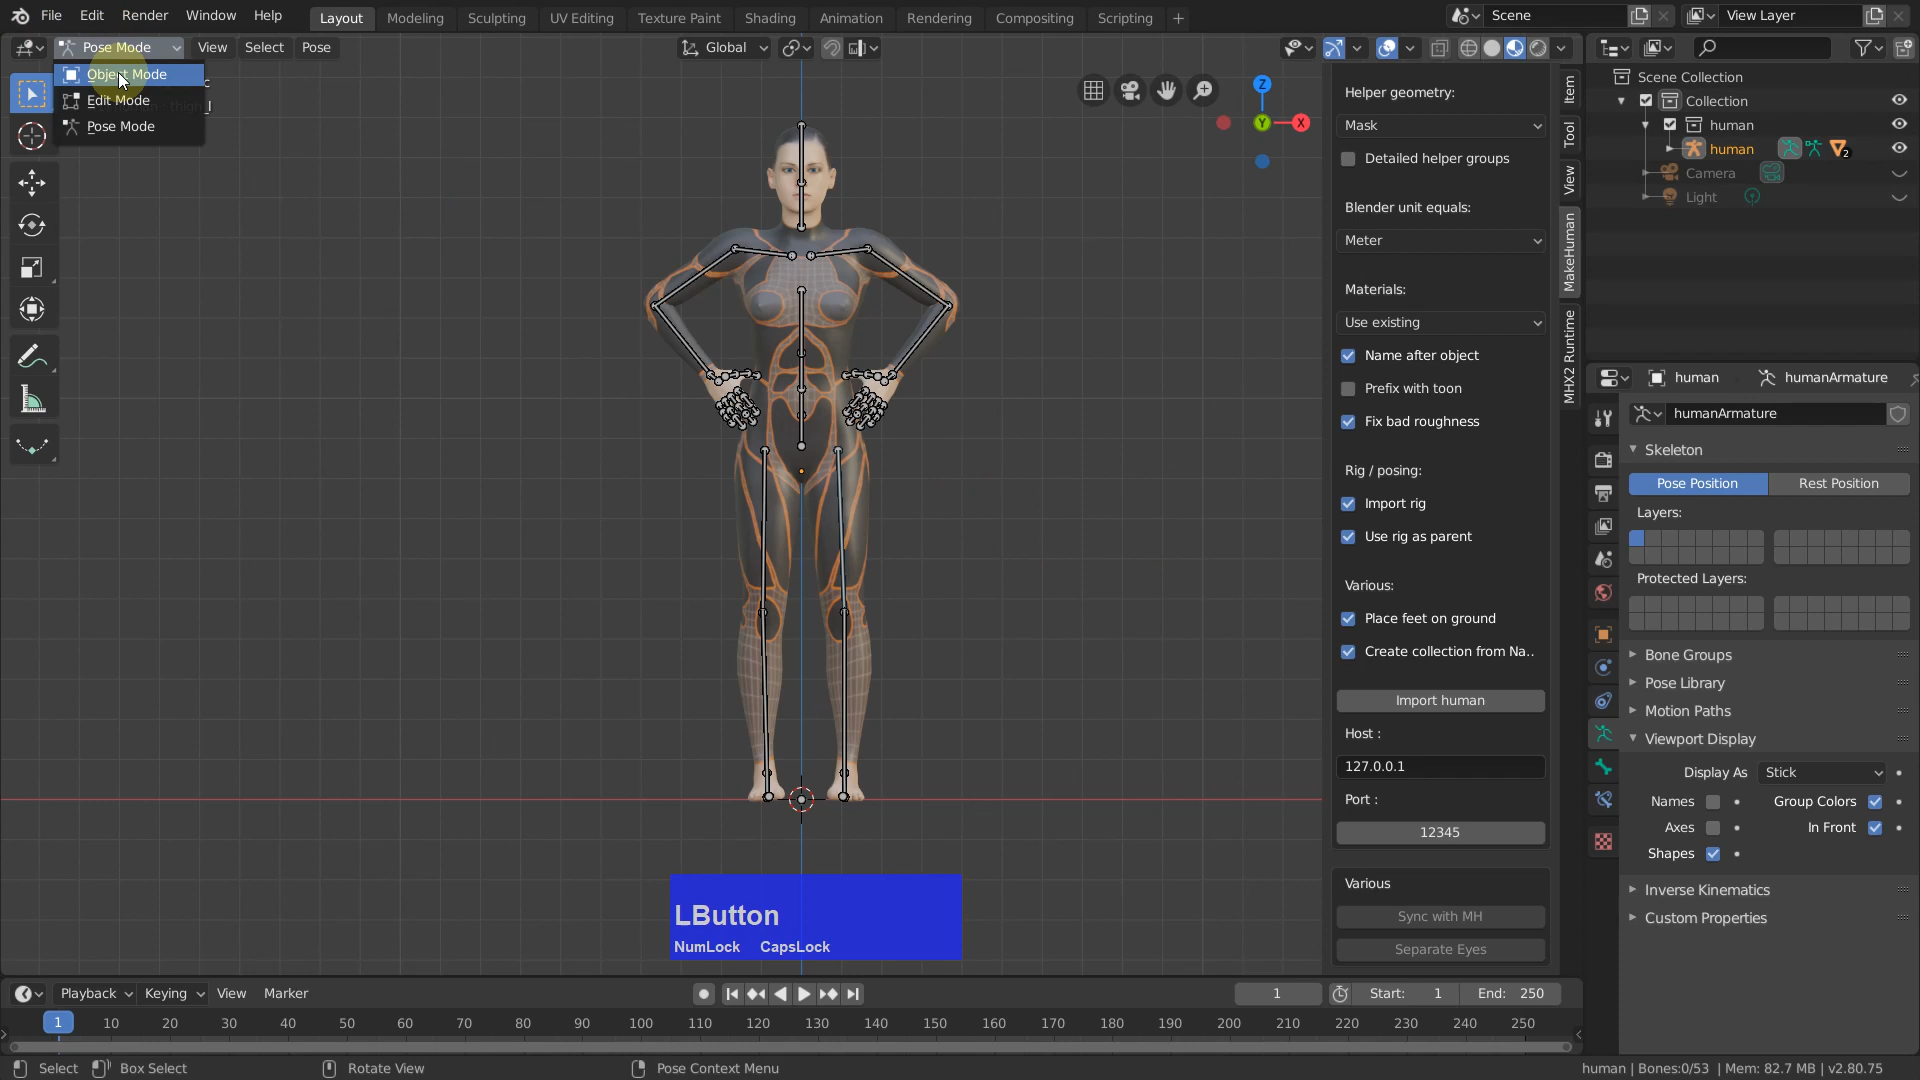 File Edit Render Window Help Layout Modeling Sculpting UV Editing Texture Paint Shading Animation Rendering Compositing Scripting + Scene View Layer
Pose Mode View Select Pose Global
Object Mode
Edit Mode
Pose Mode
Z
Y
X
Item
Tool
View
MakeHuman
MHX2 Runtime
Helper geometry:
Mask
Detailed helper groups
Blender unit equals:
Meter
Materials:
Use existing
Name after object
Prefix with toon
Fix bad roughness
Rig / posing:
Import rig
Use rig as parent
Various:
Place feet on ground
Create collection from Na..
Import human
Host :
127.0.0.1
Port :
12345
Various
Sync with MH
Separate Eyes
Scene Collection
Collection
human
human 2
Camera
Light
human humanArmature
humanArmature
Skeleton
Pose Position Rest Position
Layers:
Protected Layers:
Bone Groups
Pose Library
Motion Paths
Viewport Display
Display As Stick
Names Group Colors
Axes In Front
Shapes
Inverse Kinematics
Custom Properties
LButton
NumLock CapsLock
Playback Keying View Marker 1 Start: 1 End: 250
1 10 20 30 40 50 60 70 80 90 100 110 120 130 140 150 160 170 180 190 200 210 220 230 240 250
Select Box Select Rotate View Pose Context Menu human | Bones:0/53 | Mem: 82.7 MB | v2.80.75